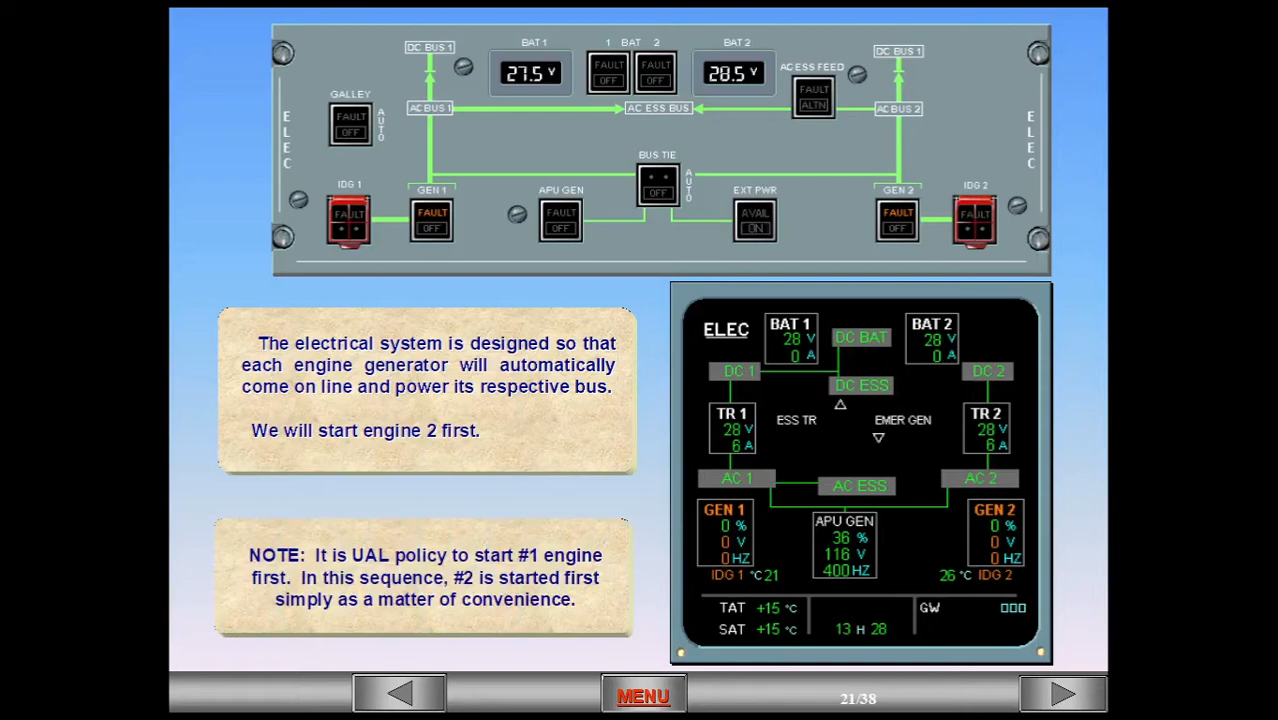 DC BUS 1
BAT 1
1 BAT 2
BAT 2
DC BUS 1
27.5 V
FAULT
OFF
FAULT
OFF
28.5 V
AC ESS FEED
FAULT
ALTN
GALLEY
FAULT
OFF
AUTO
AC BUS 1
AC ESS BUS
AC BUS 2
ELEC
ELEC
BUS TIE
OFF
AUTO
IDG 1
FAULT
GEN 1
FAULT
OFF
APU GEN
FAULT
OFF
EXT PWR
AVAIL
ON
GEN 2
FAULT
OFF
IDG 2
FAULT
The electrical system is designed so that
each engine generator will automatically
come on line and power its respective bus.
We will start engine 2 first.
NOTE: It is UAL policy to start #1 engine
first. In this sequence, #2 is started first
simply as a matter of convenience.
ELEC
BAT 1
28 V
0 A
DC BAT
BAT 2
28 V
0 A
DC 1
DC ESS
DC 2
TR 1
28 V
6 A
ESS TR
EMER GEN
TR 2
28 V
6 A
AC 1
AC ESS
AC 2
GEN 1
0 %
0 V
0 HZ
APU GEN
36 %
116 V
400 HZ
GEN 2
0 %
0 V
0 HZ
IDG 1 °C 21
26 °C IDG 2
TAT +15 °C
GW
SAT +15 °C
13 H 28
MENU
21/38